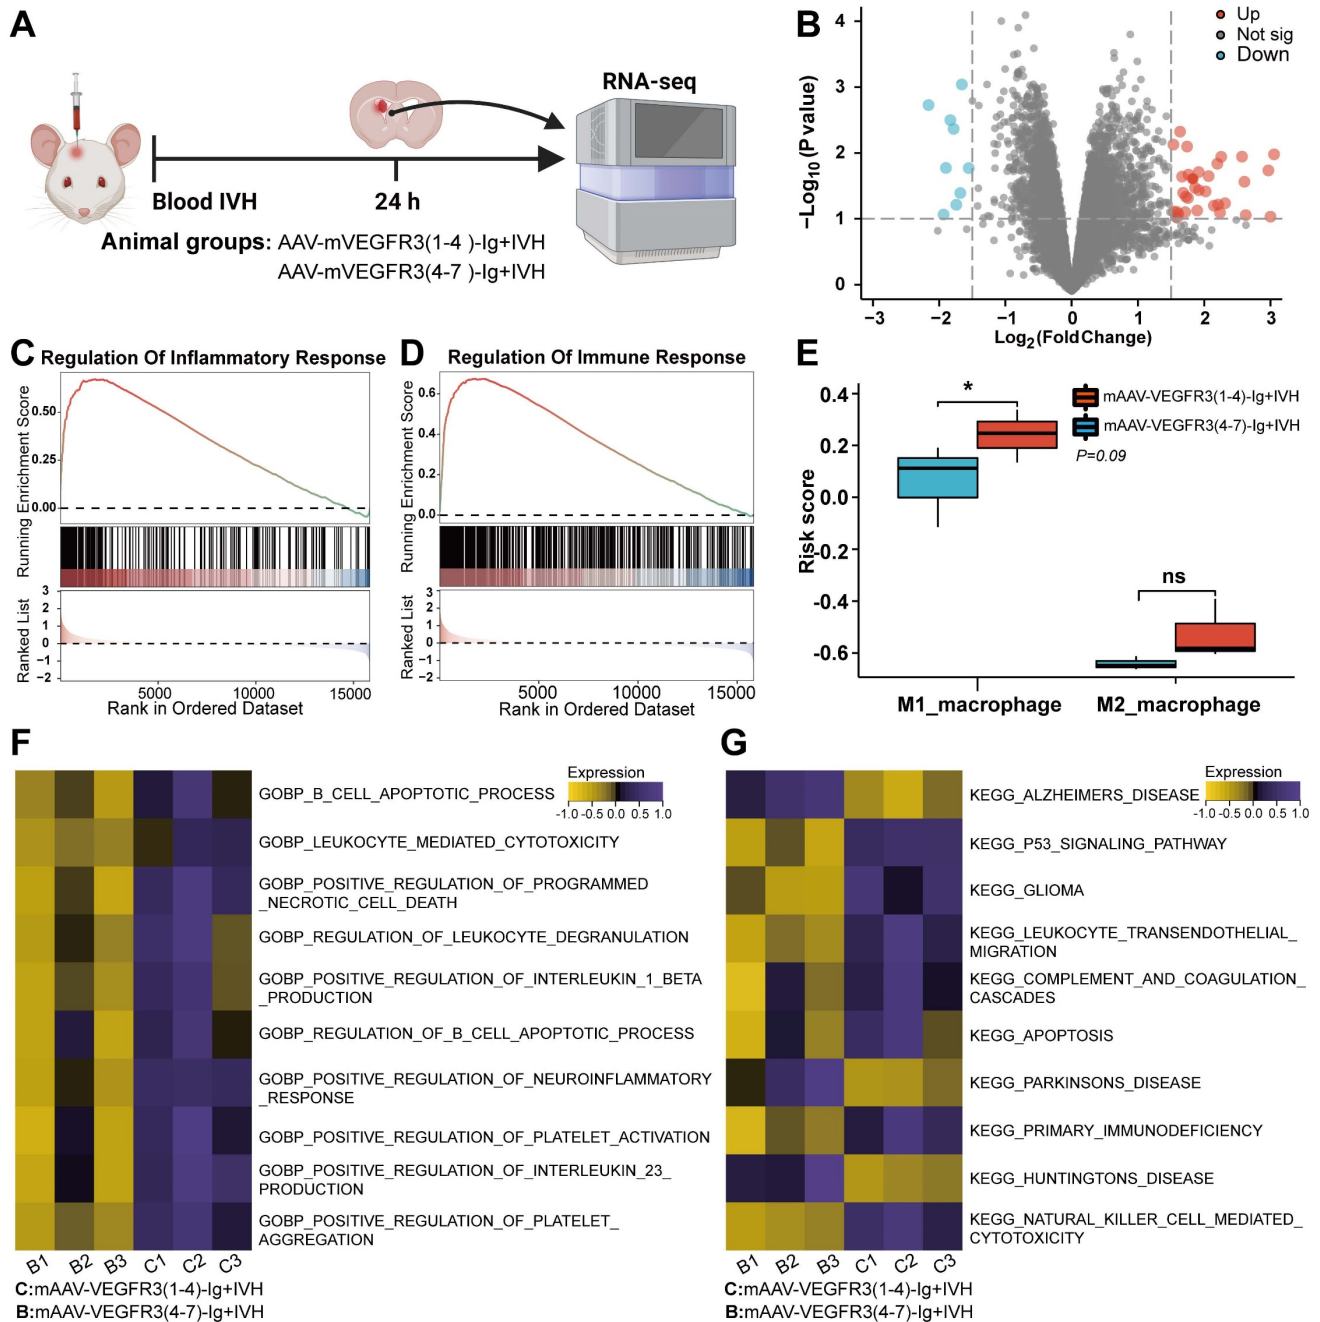 A
RNA-seq
Blood IVH
24 h
Animal groups: AAV-mVEGFR3(1-4 )-Ig+IVH
AAV-mVEGFR3(4-7 )-Ig+IVH
B
Up
Not sig
Down
−Log10 (P value)
4
3
2
1
0
−3
−2
−1
0
1
2
3
Log2 (Fold Change)
C
Regulation Of Inflammatory Response
Running Enrichment Score
0.50
0.25
0.00
Ranked List
3
2
1
0
−1
−2
5000
10000
15000
Rank in Ordered Dataset
D
Regulation Of Immune Response
Running Enrichment Score
0.6
0.4
0.2
0.0
Ranked List
3
2
1
0
−1
−2
5000
10000
15000
Rank in Ordered Dataset
E
Risk score
0.4
0.2
0.0
-0.2
-0.4
-0.6
*
ns
mAAV-VEGFR3(1-4)-Ig+IVH
mAAV-VEGFR3(4-7)-Ig+IVH
P=0.09
M1_macrophage
M2_macrophage
F
Expression
-1.0 -0.5 0.0 0.5 1.0
GOBP_B_CELL_APOPTOTIC_PROCESS
GOBP_LEUKOCYTE_MEDIATED_CYTOTOXICITY
GOBP_POSITIVE_REGULATION_OF_PROGRAMMED
_NECROTIC_CELL_DEATH
GOBP_REGULATION_OF_LEUKOCYTE_DEGRANULATION
GOBP_POSITIVE_REGULATION_OF_INTERLEUKIN_1_BETA
_PRODUCTION
GOBP_REGULATION_OF_B_CELL_APOPTOTIC_PROCESS
GOBP_POSITIVE_REGULATION_OF_NEUROINFLAMMATORY
_RESPONSE
GOBP_POSITIVE_REGULATION_OF_PLATELET_ACTIVATION
GOBP_POSITIVE_REGULATION_OF_INTERLEUKIN_23_
PRODUCTION
GOBP_POSITIVE_REGULATION_OF_PLATELET_
AGGREGATION
B1 B2 B3 C1 C2 C3
C:mAAV-VEGFR3(1-4)-Ig+IVH
B:mAAV-VEGFR3(4-7)-Ig+IVH
G
Expression
-1.0 -0.5 0.0 0.5 1.0
KEGG_ALZHEIMERS_DISEASE
KEGG_P53_SIGNALING_PATHWAY
KEGG_GLIOMA
KEGG_LEUKOCYTE_TRANSENDOTHELIAL_
MIGRATION
KEGG_COMPLEMENT_AND_COAGULATION_
CASCADES
KEGG_APOPTOSIS
KEGG_PARKINSONS_DISEASE
KEGG_PRIMARY_IMMUNODEFICIENCY
KEGG_HUNTINGTONS_DISEASE
KEGG_NATURAL_KILLER_CELL_MEDIATED_
CYTOTOXICITY
B1 B2 B3 C1 C2 C3
C:mAAV-VEGFR3(1-4)-Ig+IVH
B:mAAV-VEGFR3(4-7)-Ig+IVH